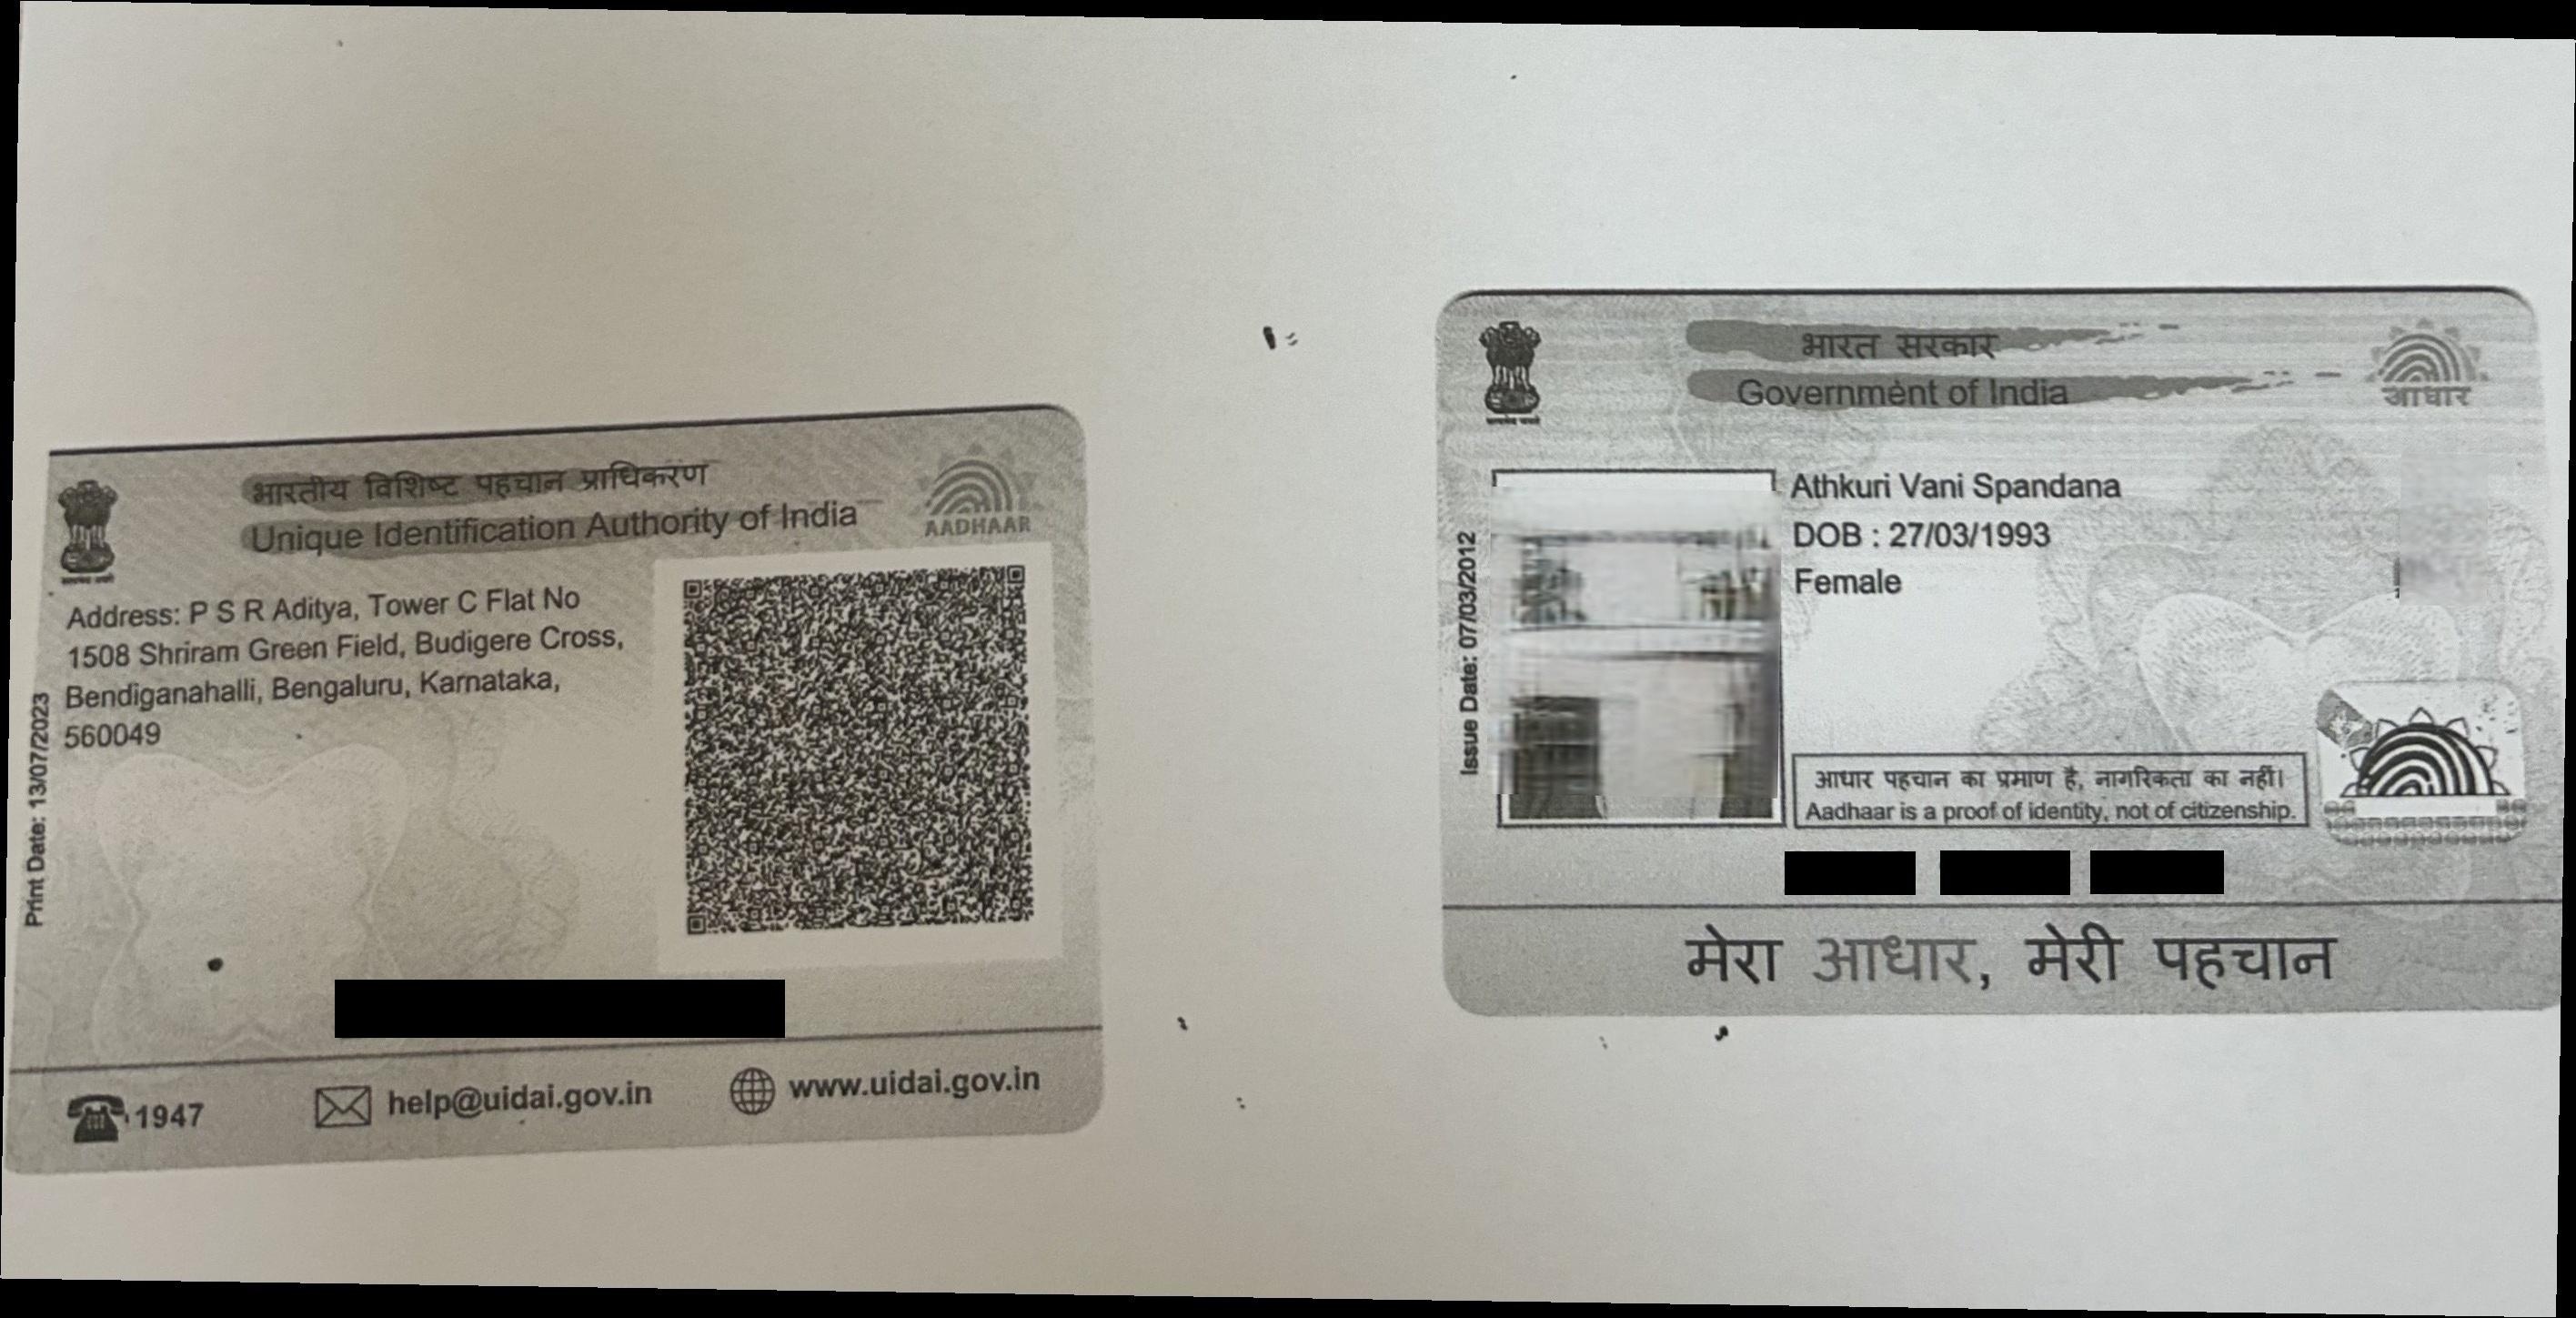 भारतीय विशिष्ट पहचान प्राधिकरण
Unique Identification Authority of India
AADHAAR
Address: P S R Aditya, Tower C Flat No
1508 Shriram Green Field, Budigere Cross,
Bendiganahalli, Bengaluru, Karnataka,
560049
Print Date: 13/07/2023
1947
help@uidai.gov.in
www.uidai.gov.in
भारत सरकार
Government of India
आधार
Issue Date: 07/03/2012
Athkuri Vani Spandana
DOB : 27/03/1993
Female
आधार पहचान का प्रमाण है, नागरिकता का नहीं।
Aadhaar is a proof of identity, not of citizenship.
मेरा आधार, मेरी पहचान